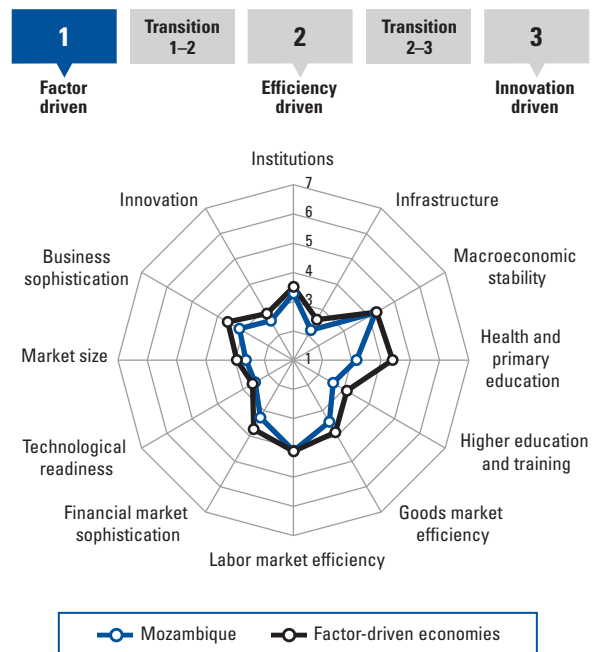 1
Transition
1–2
2
Transition
2–3
3
Factor
driven
Efficiency
driven
Innovation
driven
Institutions
7
Innovation
Infrastructure
6
5
Business
sophistication
Macroeconomic
stability
4
3
Market size
1
Health and
primary
education
Technological
readiness
Higher education
and training
Financial market
sophistication
Goods market
efficiency
Labor market efficiency
Mozambique
Factor-driven economies